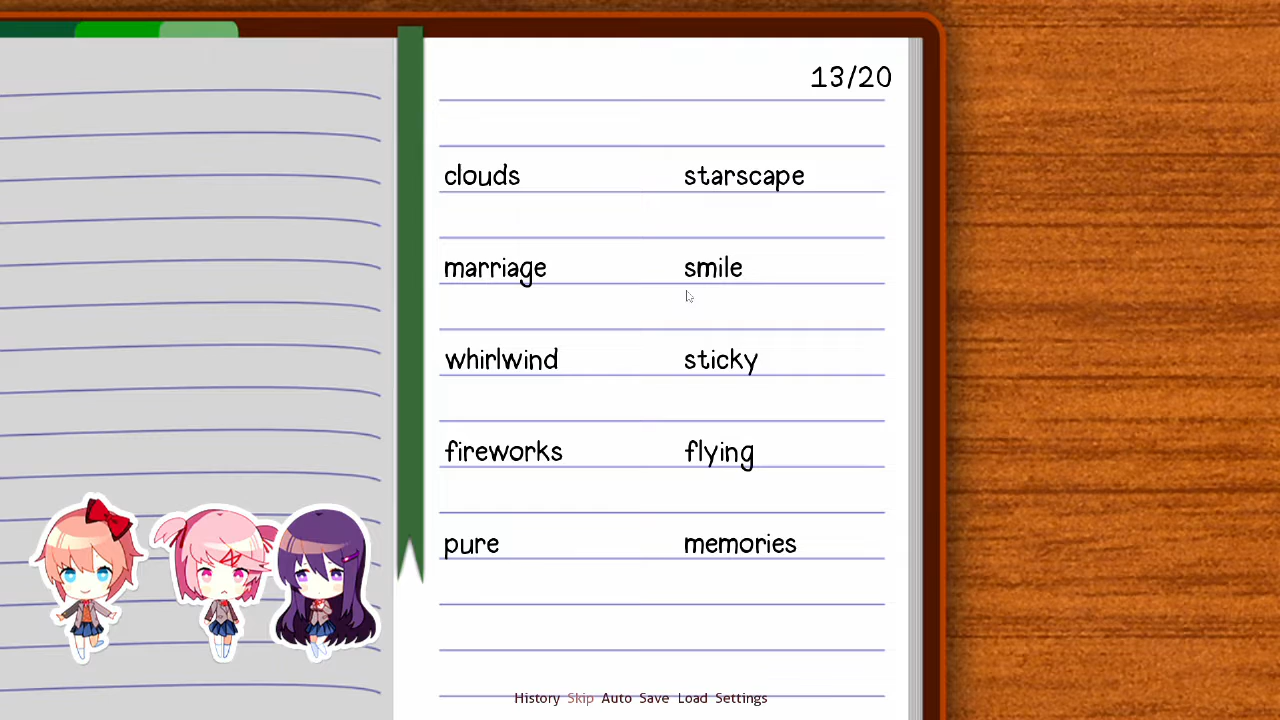 13/20
clouds starscape
marriage smile
whirlwind sticky
fireworks flying
pure memories
History Skip Auto Save Load Settings